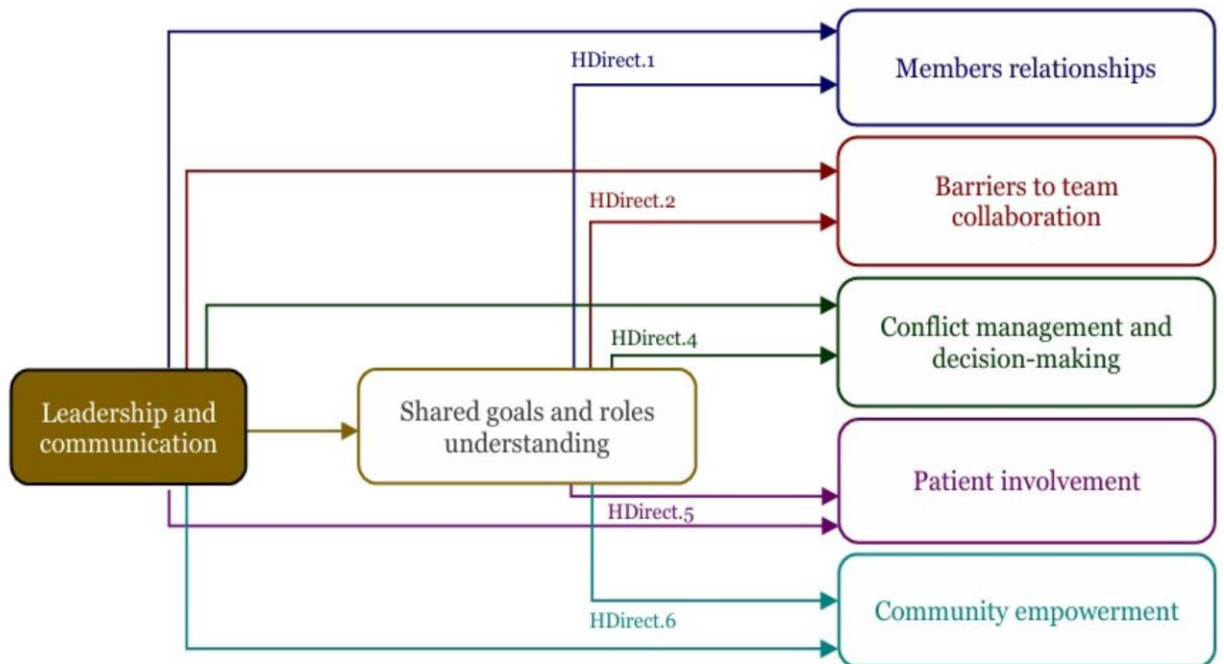 HDirect.1
Members relationships
HDirect.2
Barriers to team
collaboration
HDirect.4
Conflict management and
decision-making
Leadership and
communication
Shared goals and roles
understanding
Patient involvement
HDirect.5
Community empowerment
HDirect.6